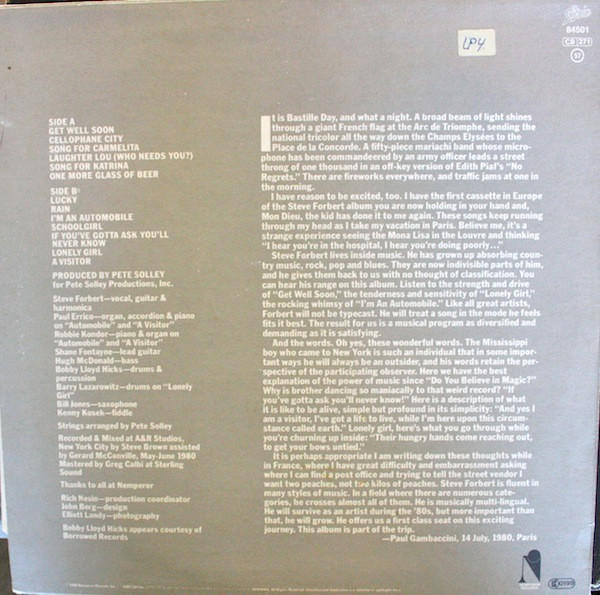 LP4
Epic
84501
CB 271
57
SIDE A
GET WELL SOON
CELLOPHANE CITY
SONG FOR CARMELITA
LAUGHTER LOU (WHO NEEDS YOU?)
SONG FOR KATRINA
ONE MORE GLASS OF BEER
SIDE B:
LUCKY
RAIN
I'M AN AUTOMOBILE
SCHOOLGIRL
IF YOU'VE GOTTA ASK YOU'LL
NEVER KNOW
LONELY GIRL
A VISITOR
PRODUCED BY PETE SOLLEY
for Pete Solley Productions, Inc.
Steve Forbert—vocal, guitar &
harmonica
Paul Errico—organ, accordion & piano
on "Automobile" and "A Visitor"
Robbie Kondor—piano & organ on
"Automobile" and "A Visitor"
Shane Fontayne—lead guitar
Hugh McDonald—bass
Bobby Lloyd Hicks—drums &
percussion
Barry Lazarowitz—drums on "Lonely
Girl"
Bill Jones—saxophone
Kenny Kosek—fiddle
Strings arranged by Pete Solley
Recorded & Mixed at A&R Studios,
New York City by Steve Brown assisted
by Gerard McConville, May-June 1980
Mastered by Greg Calbi at Sterling
Sound
Thanks to all at Nemperor
Rich Nesin—production coordinator
John Berg—design
Elliott Landy—photography
Bobby Lloyd Hicks appears courtesy of
Borrowed Records
It is Bastille Day, and what a night. A broad beam of light shines
through a giant French flag at the Arc de Triomphe, sending the
national tricolor all the way down the Champs Elysées to the
Place de la Concorde. A fifty-piece mariachi band whose micro-
phone has been commandeered by an army officer leads a street
throng of one thousand in an off-key version of Edith Piaf's "No
Regrets." There are fireworks everywhere, and traffic jams at one in
the morning.
I have reason to be excited, too. I have the first cassette in Europe
of the Steve Forbert album you are now holding in your hand and,
Mon Dieu, the kid has done it to me again. These songs keep running
through my head as I take my vacation in Paris. Believe me, it's a
strange experience seeing the Mona Lisa in the Louvre and thinking
"I hear you're in the hospital, I hear you're doing poorly..."
Steve Forbert lives inside music. He has grown up absorbing coun-
try music, rock, pop and blues. They are now indivisible parts of him,
and he gives them back to us with no thought of classification. You
can hear his range on this album. Listen to the strength and drive
of "Get Well Soon," the tenderness and sensitivity of "Lonely Girl,"
the rocking whimsy of "I'm An Automobile." Like all great artists,
Forbert will not be typecast. He will treat a song in the mode he feels
fits it best. The result for us is a musical program as diversified and
demanding as it is satisfying.
And the words. Oh yes, these wonderful words. The Mississippi
boy who came to New York is such an individual that in some impor-
tant ways he will always be an outsider, and his words retain the per-
spective of the participating observer. Here we have the best
explanation of the power of music since "Do You Believe in Magic?"
Why is brother dancing so maniacally to that weird record? "If
you've gotta ask you'll never know!" Here is a description of what
it is like to be alive, simple but profound in its simplicity: "And yes I
am a visitor, I've got a life to live, while I'm here upon this circum-
stance called earth." Lonely girl, here's what you go through while
you're churning up inside: "Their hungry hands come reaching out,
to get your bows untied."
It is perhaps appropriate I am writing down these thoughts while
in France, where I have great difficulty and embarrassment asking
where I can find a post office and trying to tell the street vendor I
want two peaches, not two kilos of peaches. Steve Forbert is fluent in
many styles of music. In a field where there are numerous cate-
gories, he crosses almost all of them. He is musically multi-lingual.
He will survive as an artist during the '80s, but more important than
that, he will grow. He offers us a first class seat on this exciting
journey. This album is part of the trip.
—Paul Gambaccini, 14 July, 1980, Paris